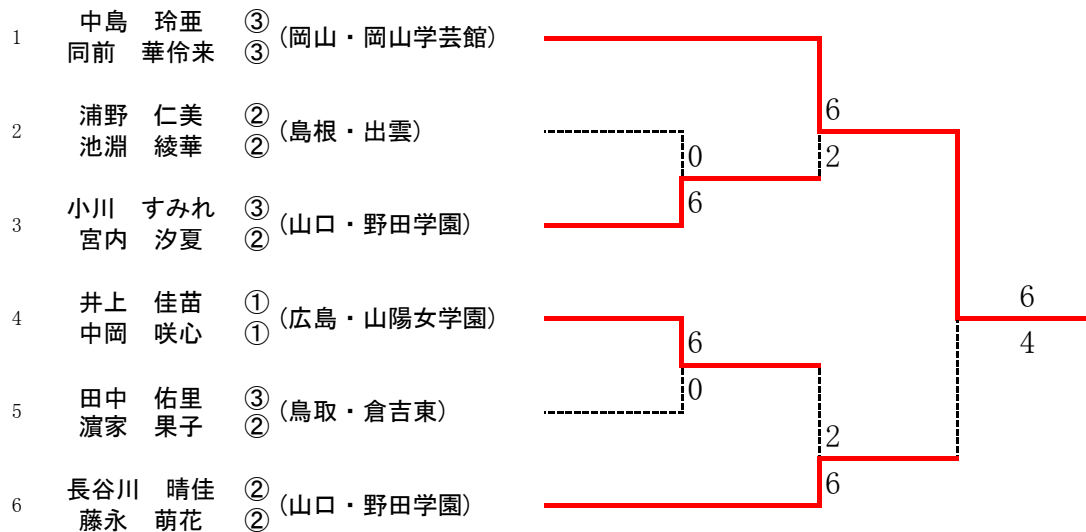 1 中島 玲亜 ③ (岡山・岡山学芸館)
同前 華伶来 ③
6
2 浦野 仁美 ② (島根・出雲)
池淵 綾華 ②
0
2
6
3 小川 すみれ ③ (山口・野田学園)
宮内 汐夏 ②
6
4 井上 佳苗 ① (広島・山陽女学園)
中岡 咲心 ①
4
6
0
5 田中 佑里 ③ (鳥取・倉吉東)
濵家 果子 ②
2
6
6 長谷川 晴佳 ② (山口・野田学園)
藤永 萌花 ②